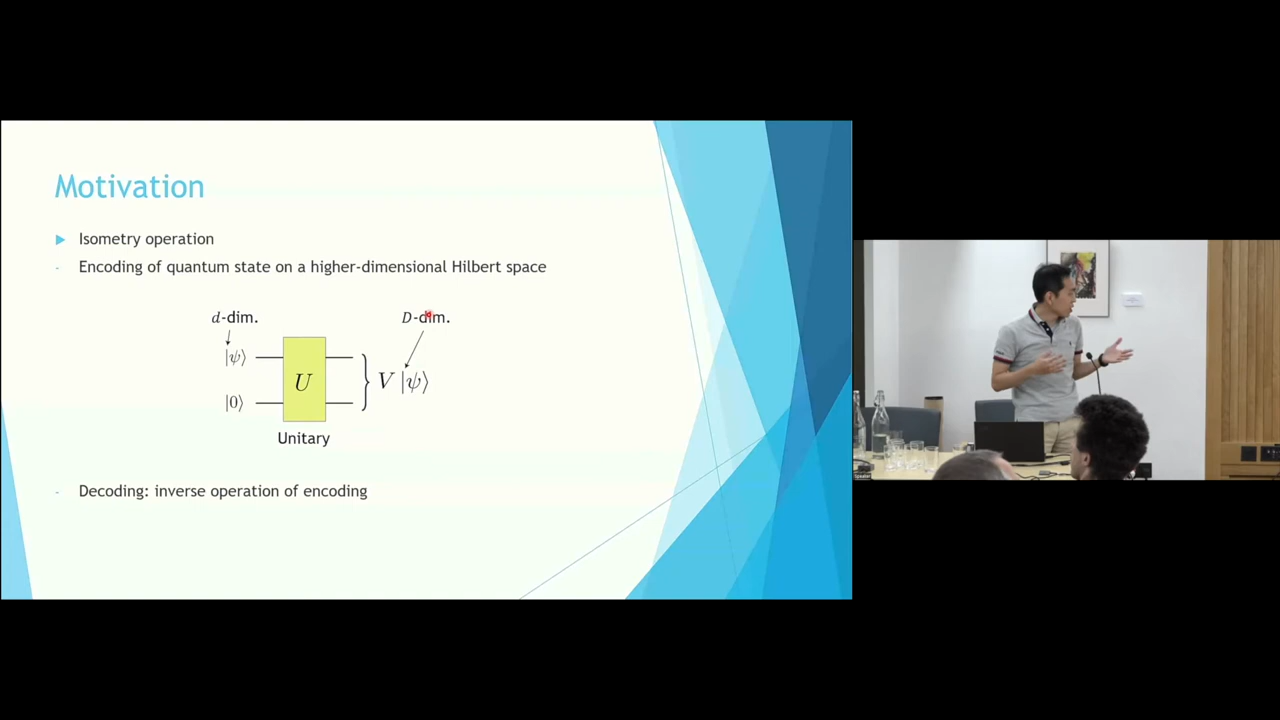 Motivation
Isometry operation
- Encoding of quantum state on a higher-dimensional Hilbert space
d-dim.
D-dim.
|ψ⟩
U
V|ψ⟩
|0⟩
Unitary
- Decoding: inverse operation of encoding